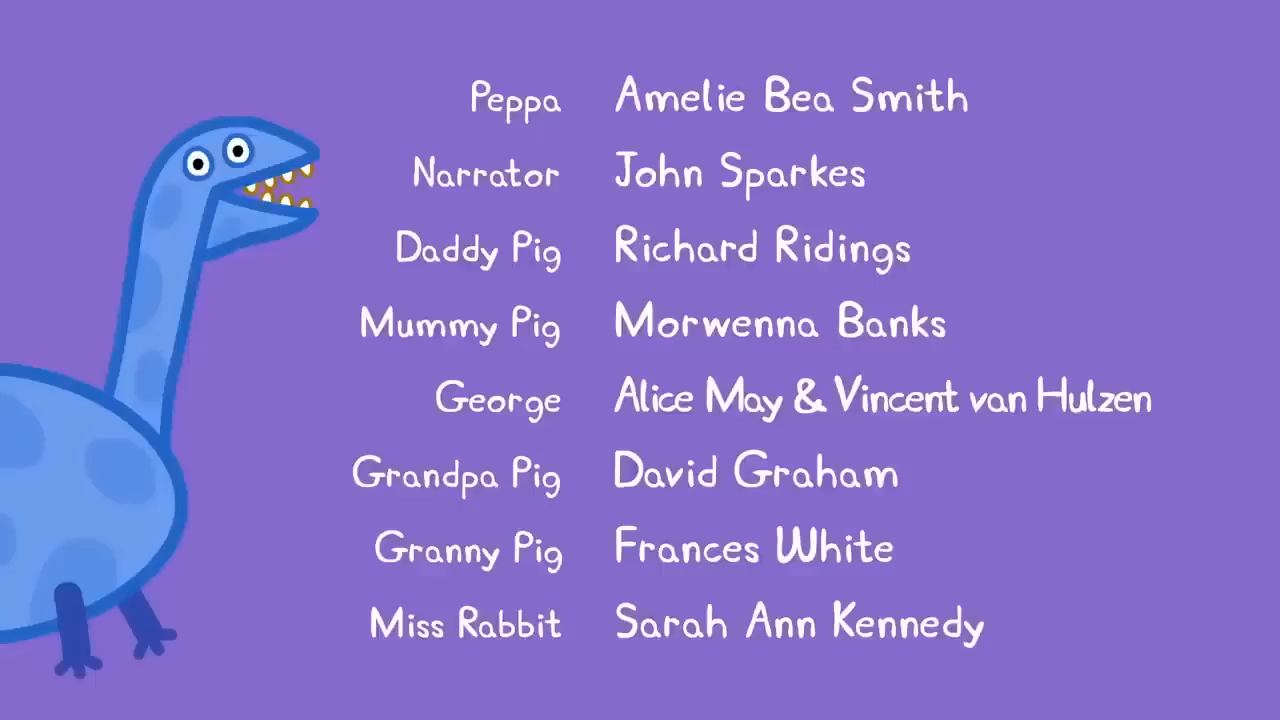 Peppa Amelie Bea Smith
Narrator John Sparkes
Daddy Pig Richard Ridings
Mummy Pig Morwenna Banks
George Alice May & Vincent van Hulzen
Grandpa Pig David Graham
Granny Pig Frances White
Miss Rabbit Sarah Ann Kennedy